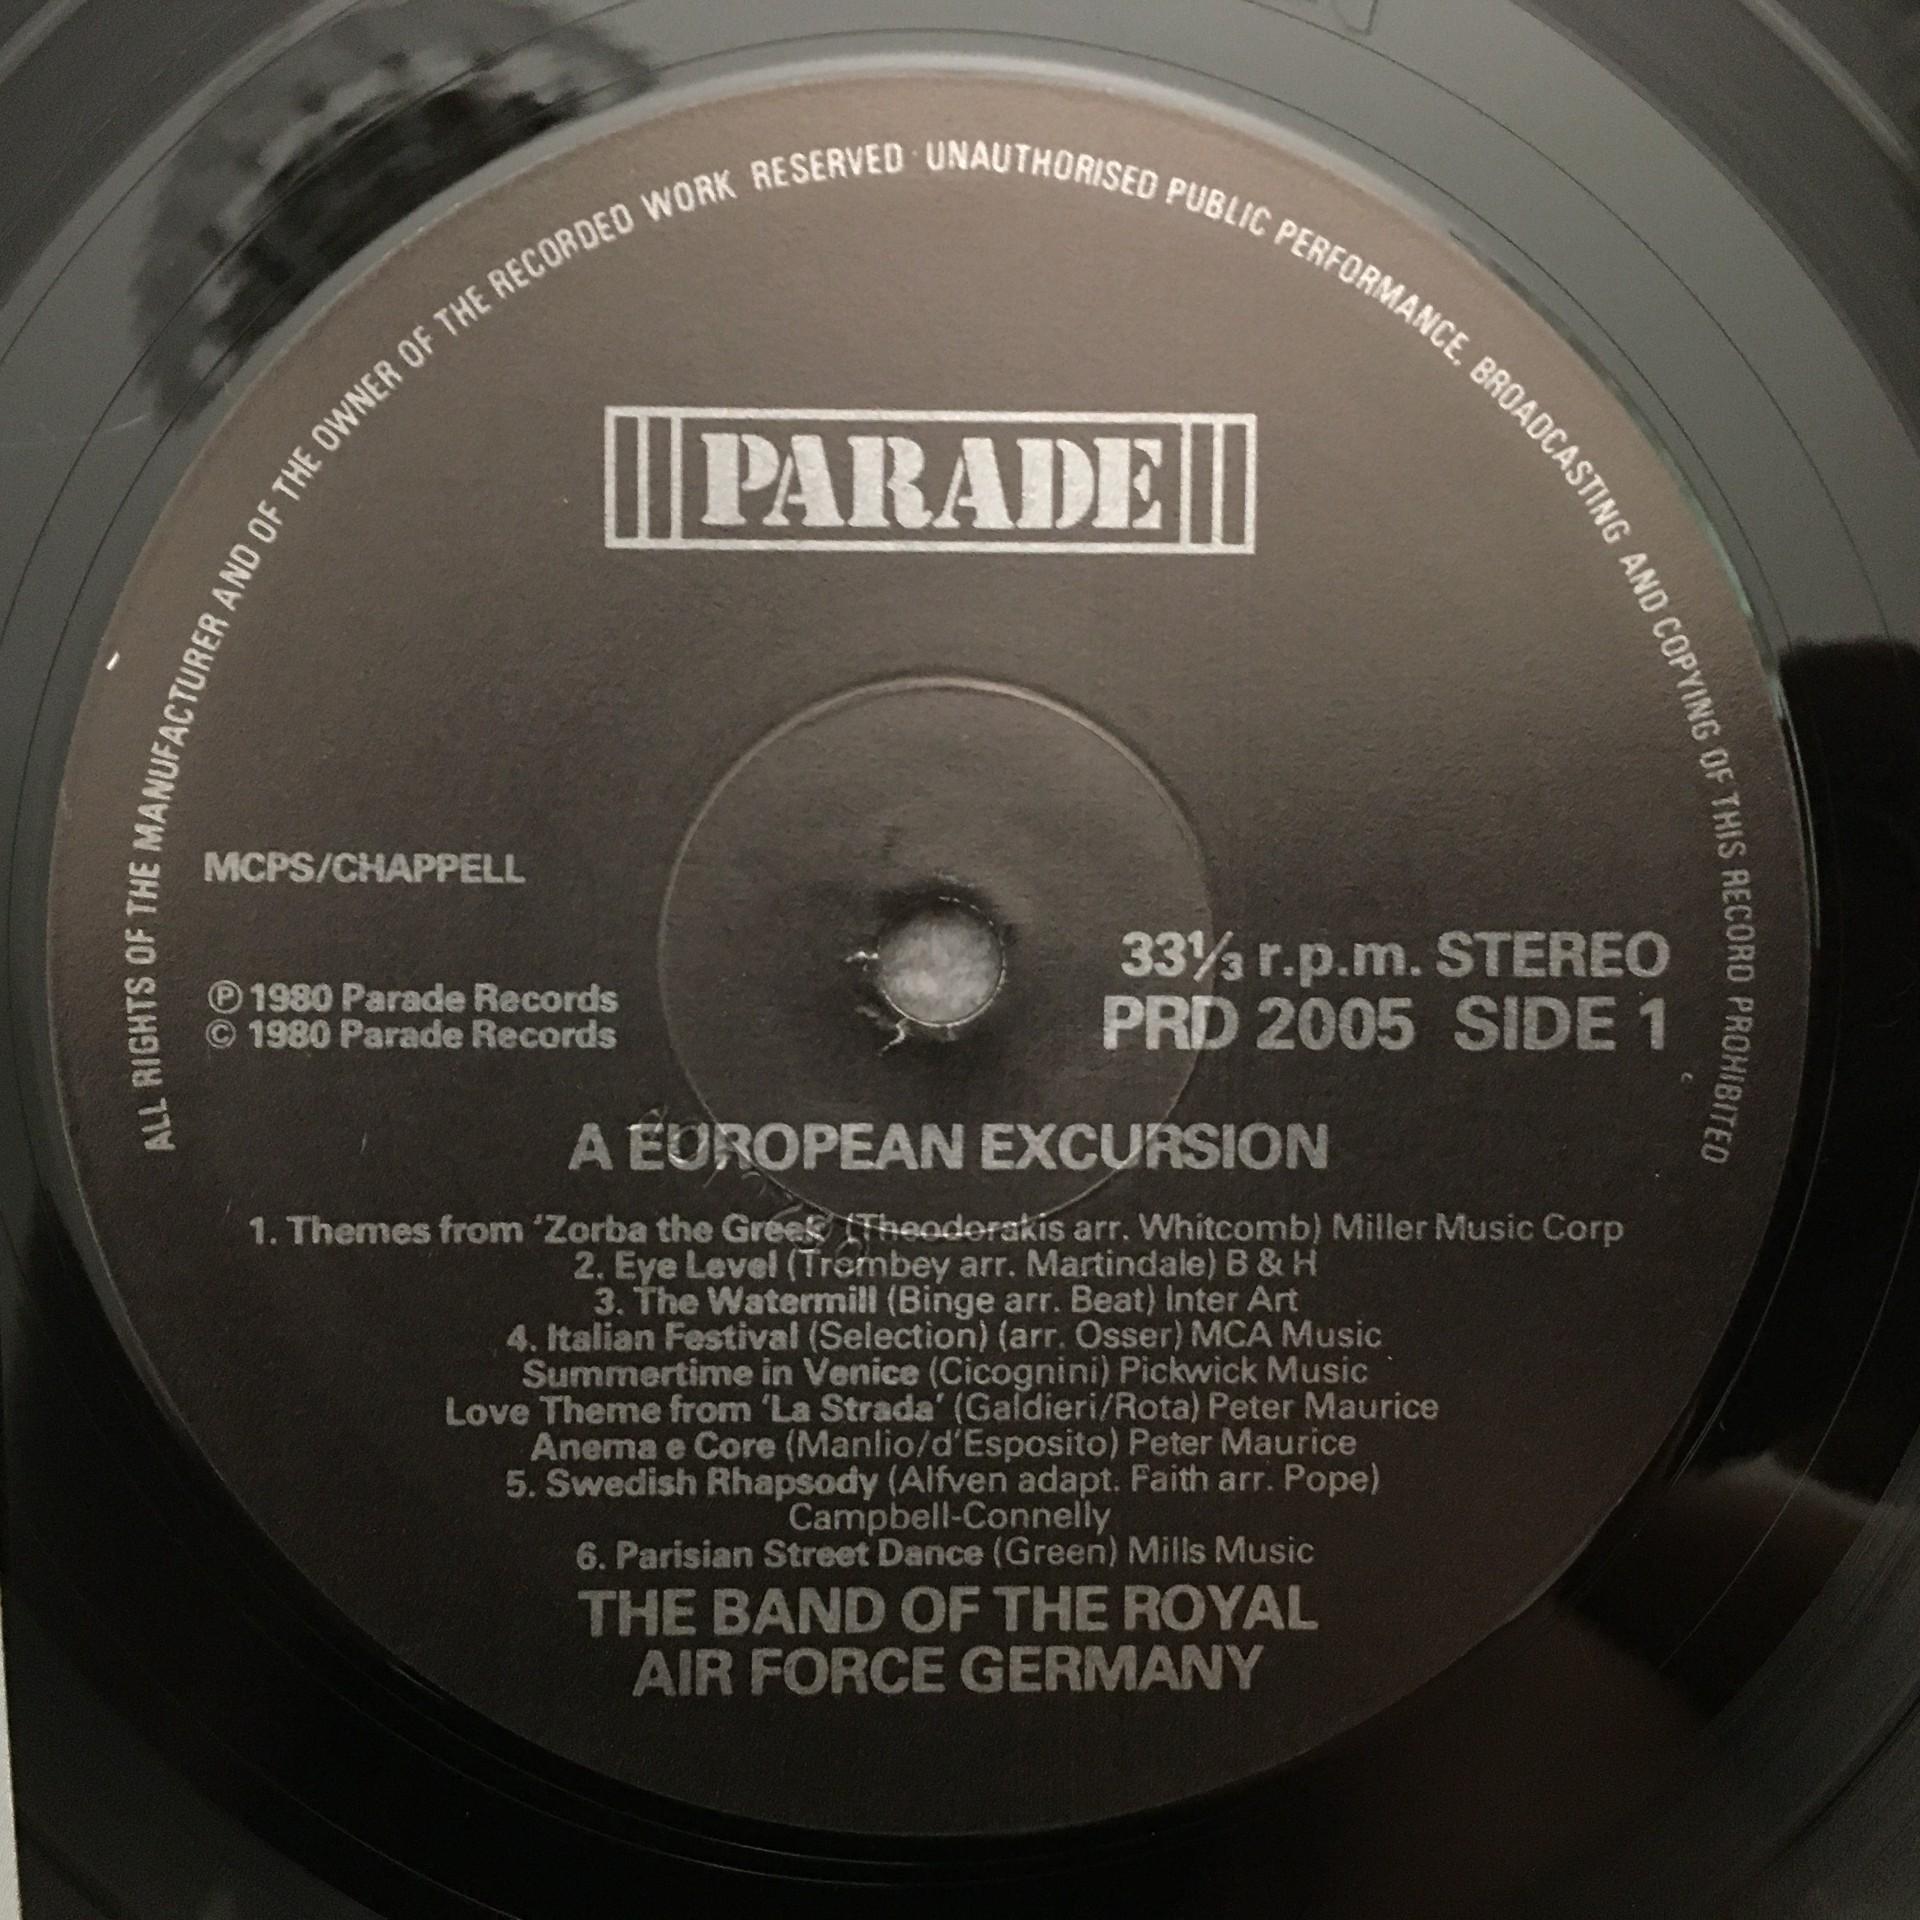 ALL RIGHTS OF THE MANUFACTURER AND OF THE OWNER OF THE RECORDED WORK RESERVED · UNAUTHORISED PUBLIC PERFORMANCE, BROADCASTING AND COPYING OF THIS RECORD PROHIBITED
PARADE
MCPS/CHAPPELL
℗ 1980 Parade Records
© 1980 Parade Records
33⅓ r.p.m. STEREO
PRD 2005 SIDE 1
A EUROPEAN EXCURSION
1. Themes from ‘Zorba the Greek’ (Theodorakis arr. Whitcomb) Miller Music Corp
2. Eye Level (Trombey arr. Martindale) B & H
3. The Watermill (Binge arr. Beat) Inter Art
4. Italian Festival (Selection) (arr. Osser) MCA Music
Summertime in Venice (Cicognini) Pickwick Music
Love Theme from ‘La Strada’ (Galdieri/Rota) Peter Maurice
Anema e Core (Manlio/d’Esposito) Peter Maurice
5. Swedish Rhapsody (Alfven adapt. Faith arr. Pope)
Campbell-Connelly
6. Parisian Street Dance (Green) Mills Music
THE BAND OF THE ROYAL
AIR FORCE GERMANY